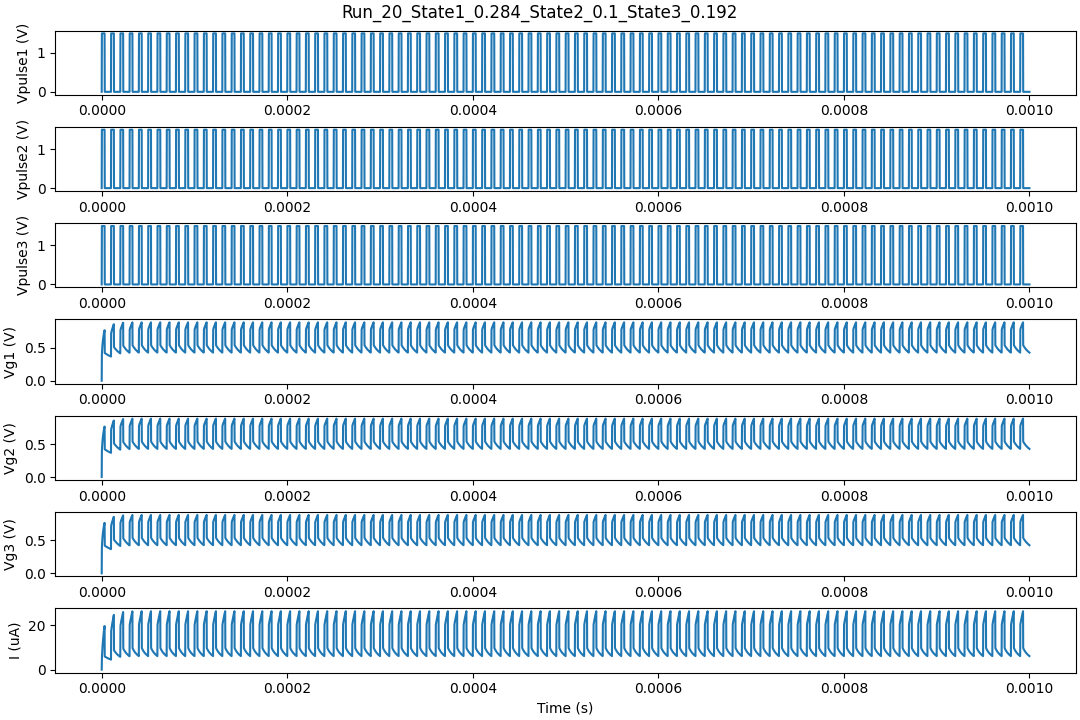 Run_20_State1_0.284_State2_0.1_State3_0.192
Vpulse1 (V)
1
0
0.0000 0.0002 0.0004 0.0006 0.0008 0.0010
Vpulse2 (V)
1
0
0.0000 0.0002 0.0004 0.0006 0.0008 0.0010
Vpulse3 (V)
1
0
0.0000 0.0002 0.0004 0.0006 0.0008 0.0010
Vg1 (V)
0.5
0.0
0.0000 0.0002 0.0004 0.0006 0.0008 0.0010
Vg2 (V)
0.5
0.0
0.0000 0.0002 0.0004 0.0006 0.0008 0.0010
Vg3 (V)
0.5
0.0
0.0000 0.0002 0.0004 0.0006 0.0008 0.0010
I (uA)
20
0
0.0000 0.0002 0.0004 0.0006 0.0008 0.0010
Time (s)